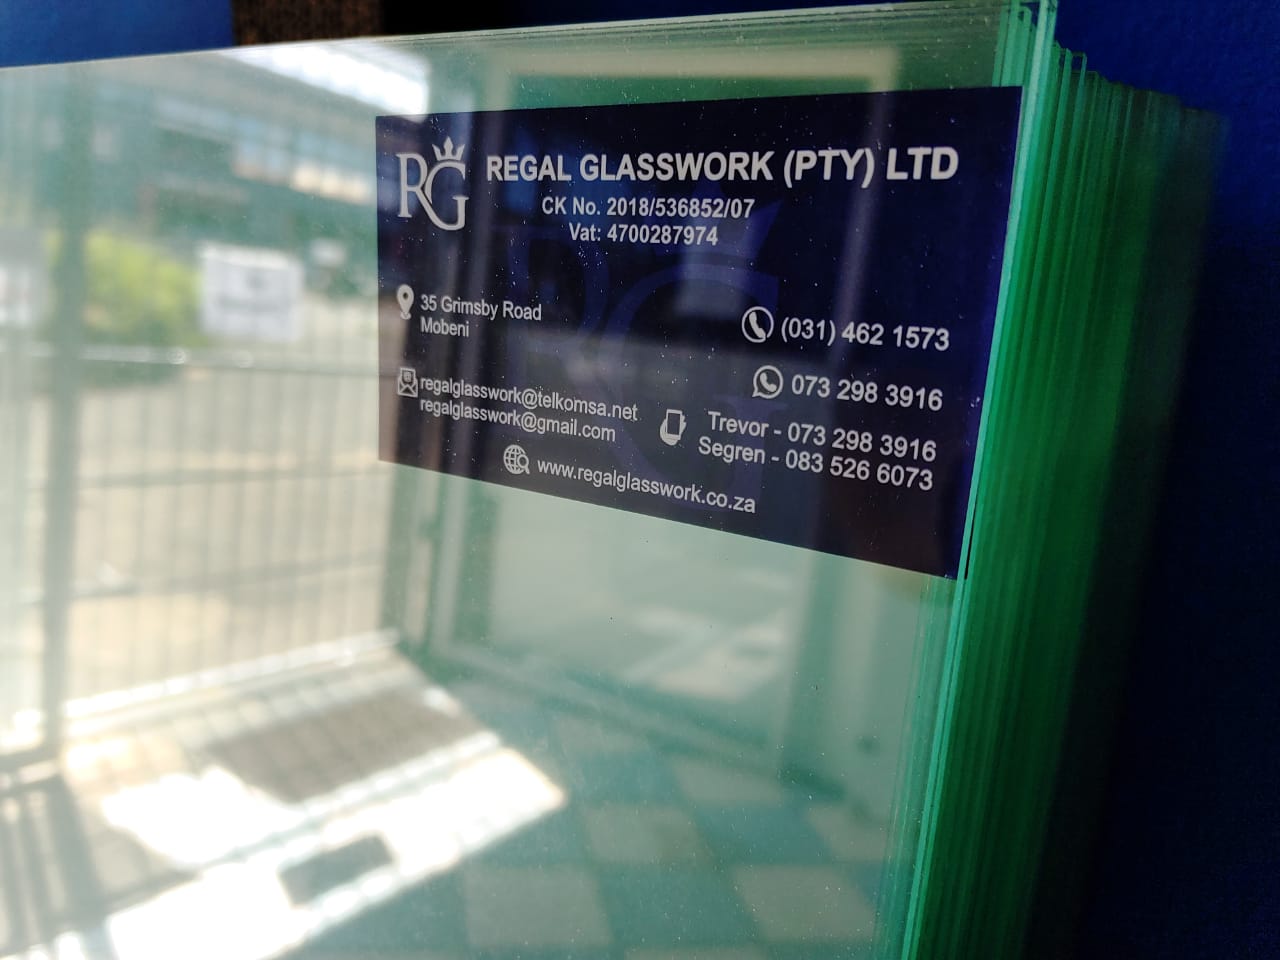 RG
REGAL GLASSWORK (PTY) LTD
CK No. 2018/536852/07
Vat: 4700287974
35 Grimsby Road
Mobeni
(031) 462 1573
073 298 3916
regalglasswork@telkomsa.net
regalglasswork@gmail.com
Trevor - 073 298 3916
Segren - 083 526 6073
www.regalglasswork.co.za